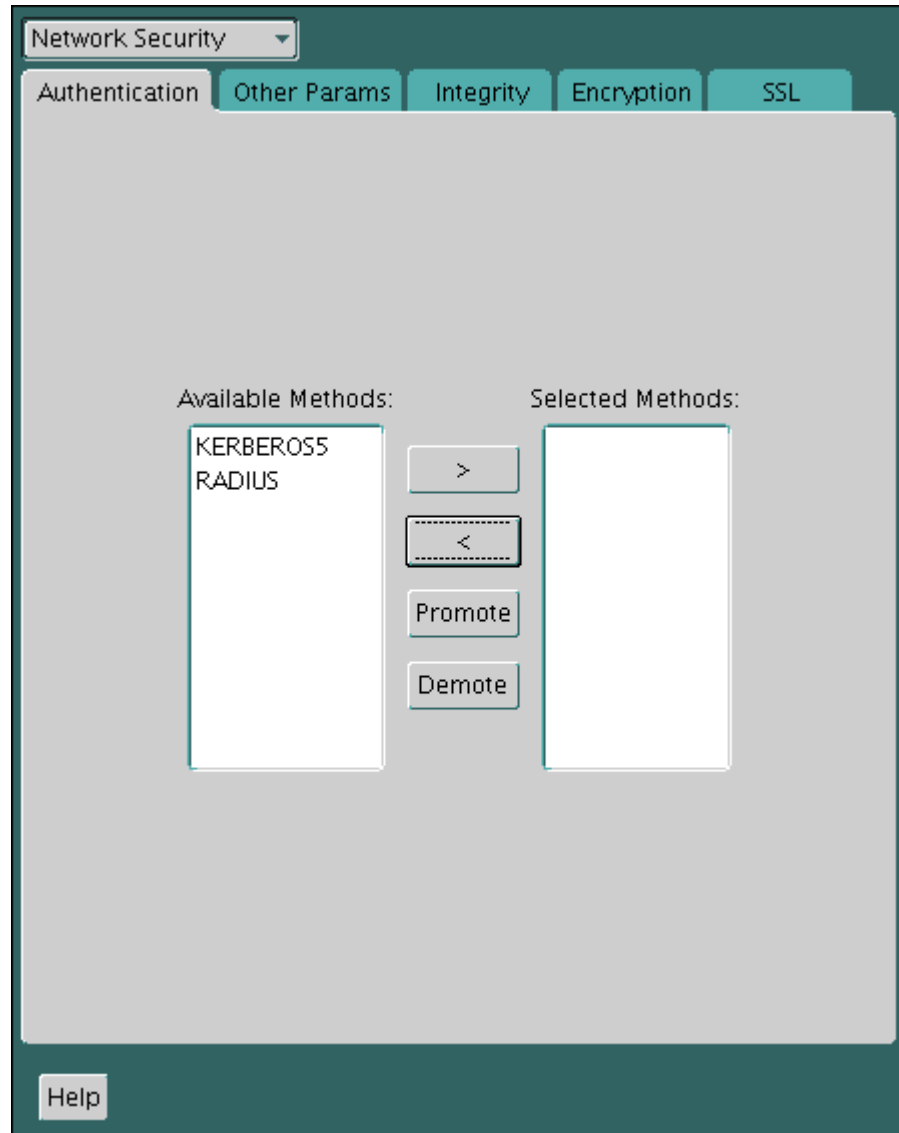 Network Security
Authentication Other Params Integrity Encryption SSL
Available Methods: Selected Methods:
KERBEROS5
RADIUS
>
<
Promote
Demote
Help